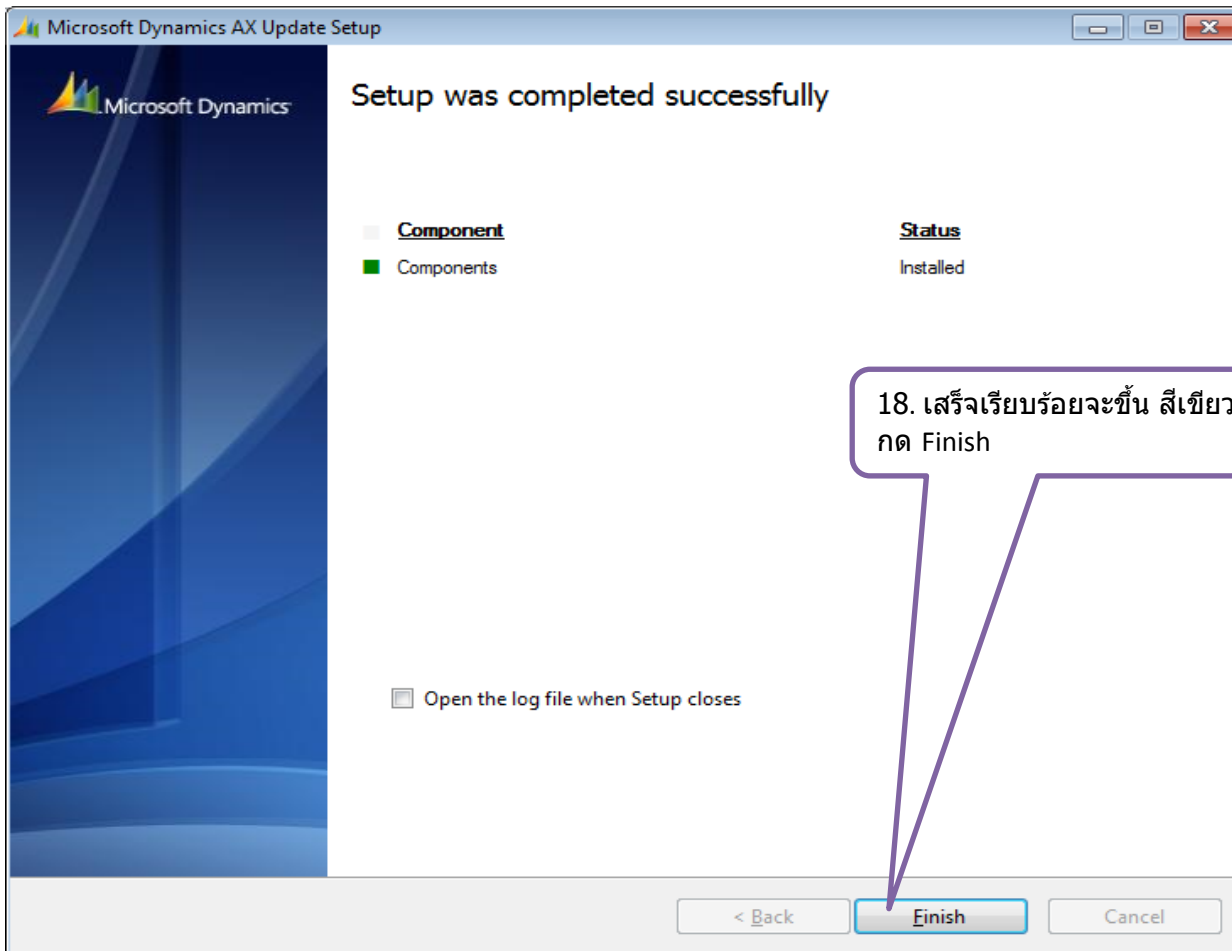 Microsoft Dynamics AX Update Setup
Microsoft Dynamics
Setup was completed successfully
Component Status
Components Installed
18. เสร็จเรียบร้อยจะขึ้น สีเขียว
กด Finish
Open the log file when Setup closes
< Back Finish Cancel